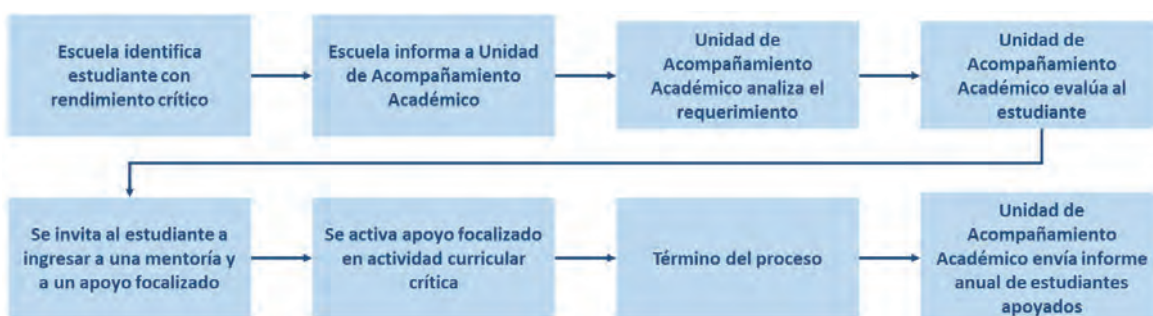 Escuela identifica
estudiante con
rendimiento crítico
Escuela informa a Unidad
de Acompañamiento
Académico
Unidad de
Acompañamiento
Académico analiza el
requerimiento
Unidad de
Acompañamiento
Académico evalúa al
estudiante
Se invita al estudiante a
ingresar a una mentoría y
a un apoyo focalizado
Se activa apoyo focalizado
en actividad curricular
crítica
Término del proceso
Unidad de
Acompañamiento
Académico envía informe
anual de estudiantes
apoyados